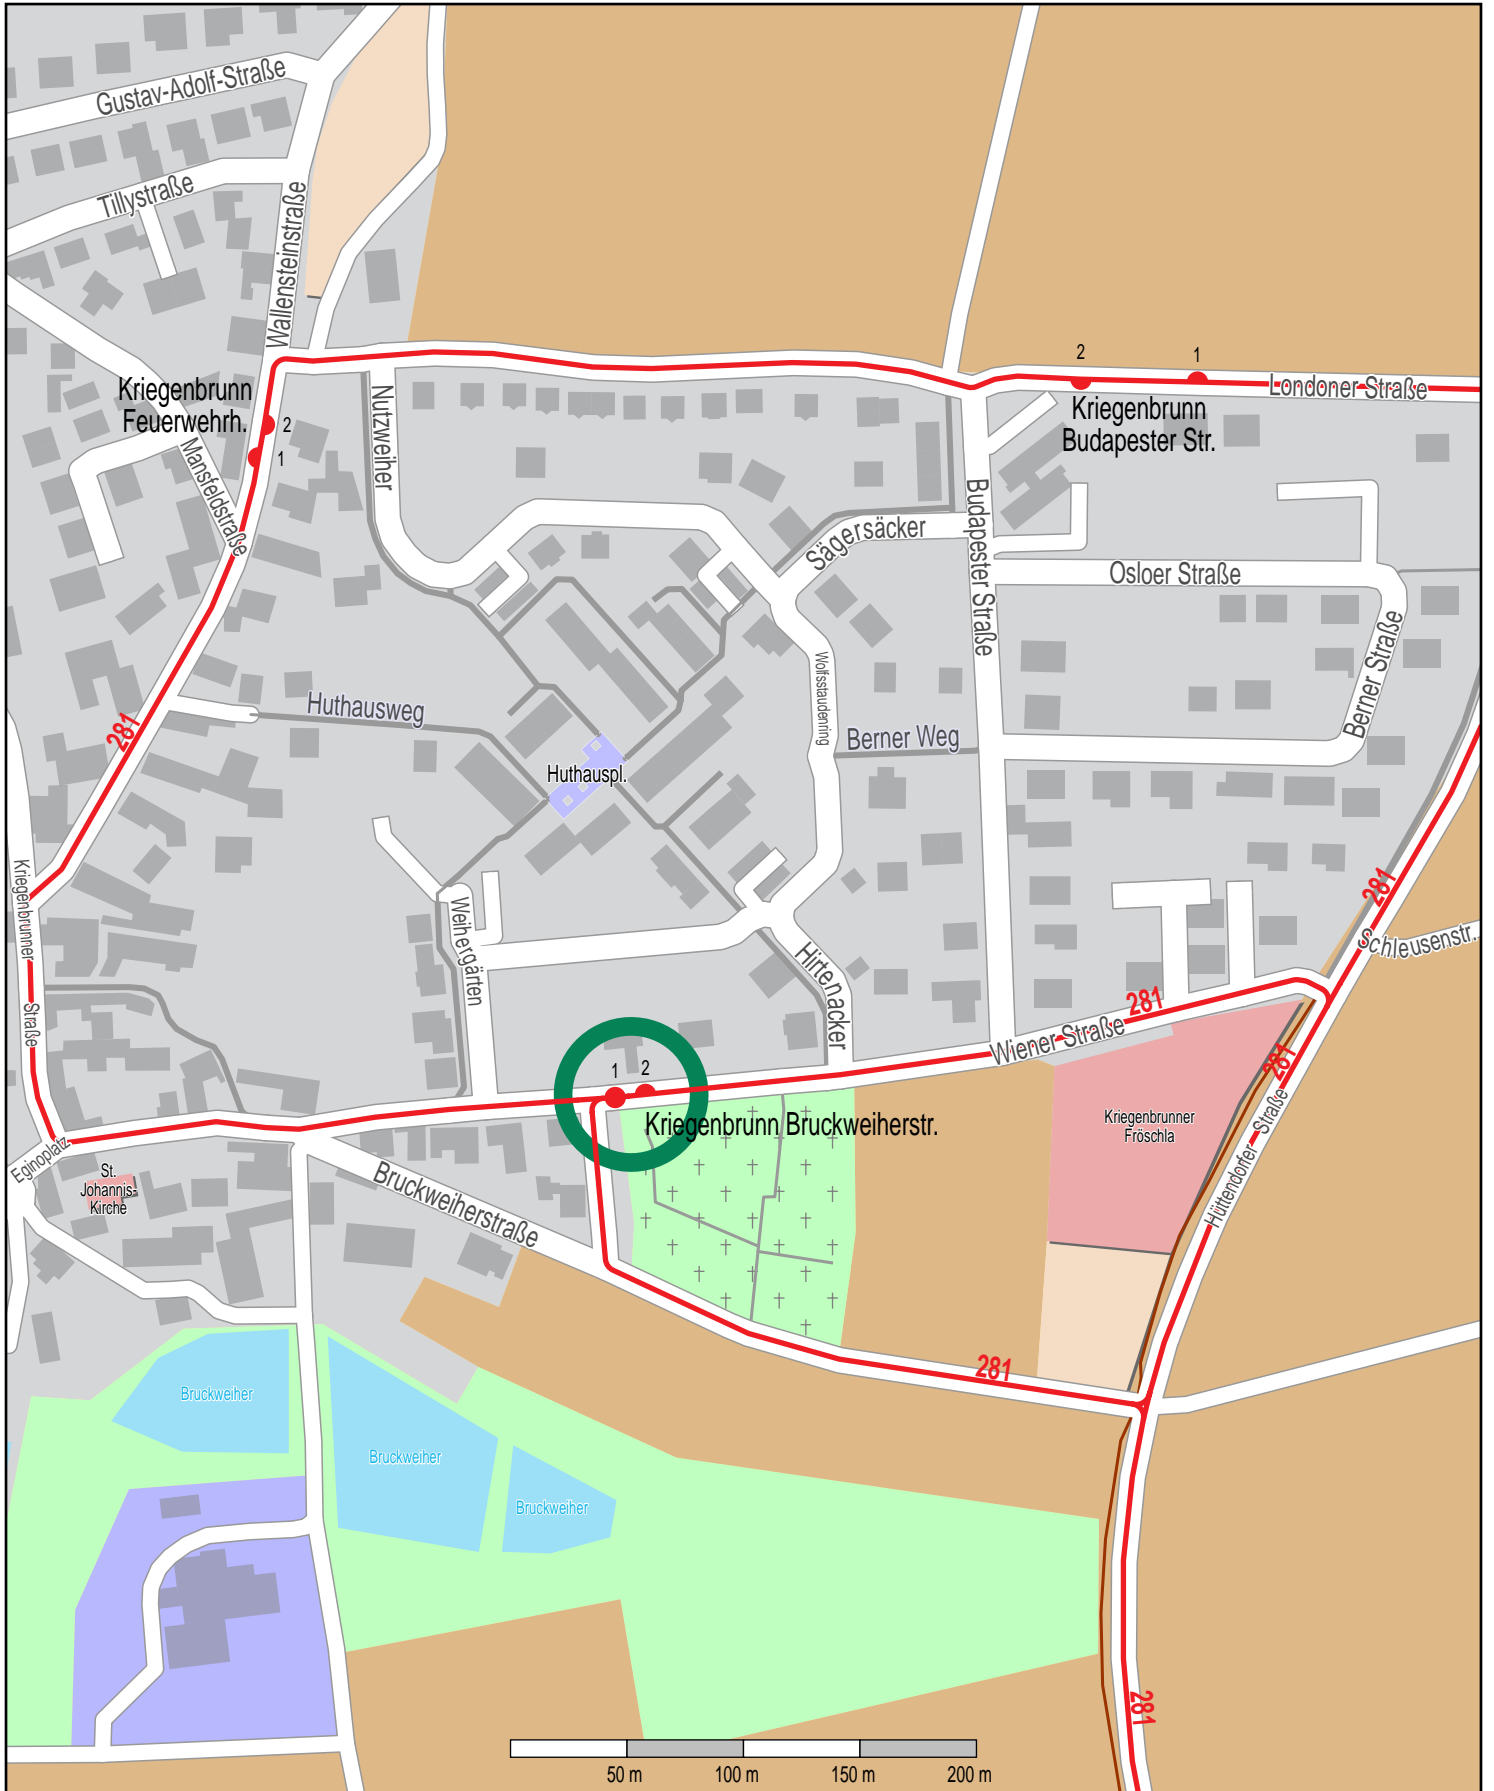 Gustav-Adolf-Straße
Tillystraße
Wallensteinstraße
Kriegenbrunn
Feuerwehrh.
2
1
Nutzweiher
Mansfeldstraße
2
1
Londoner Straße
Kriegenbrunn
Budapester Str.
Budapester Straße
Sägersäcker
Osloer Straße
Berner Straße
Wolfsstaudenring
Huthausweg
281
Berner Weg
Huthauspl.
Kriegenbrunner
Straße
Weihergärten
Hirtenacker
281
Schleusenstr.
281
Wiener Straße
281
1
2
Kriegenbrunn Bruckweiherstr.
Kriegenbrunner
Fröschla
Hüttendorfer Straße
Eginoplatz
St.
Johannis-
Kirche
Bruckweiherstraße
281
Bruckweiher
Bruckweiher
Bruckweiher
281
50 m
100 m
150 m
200 m